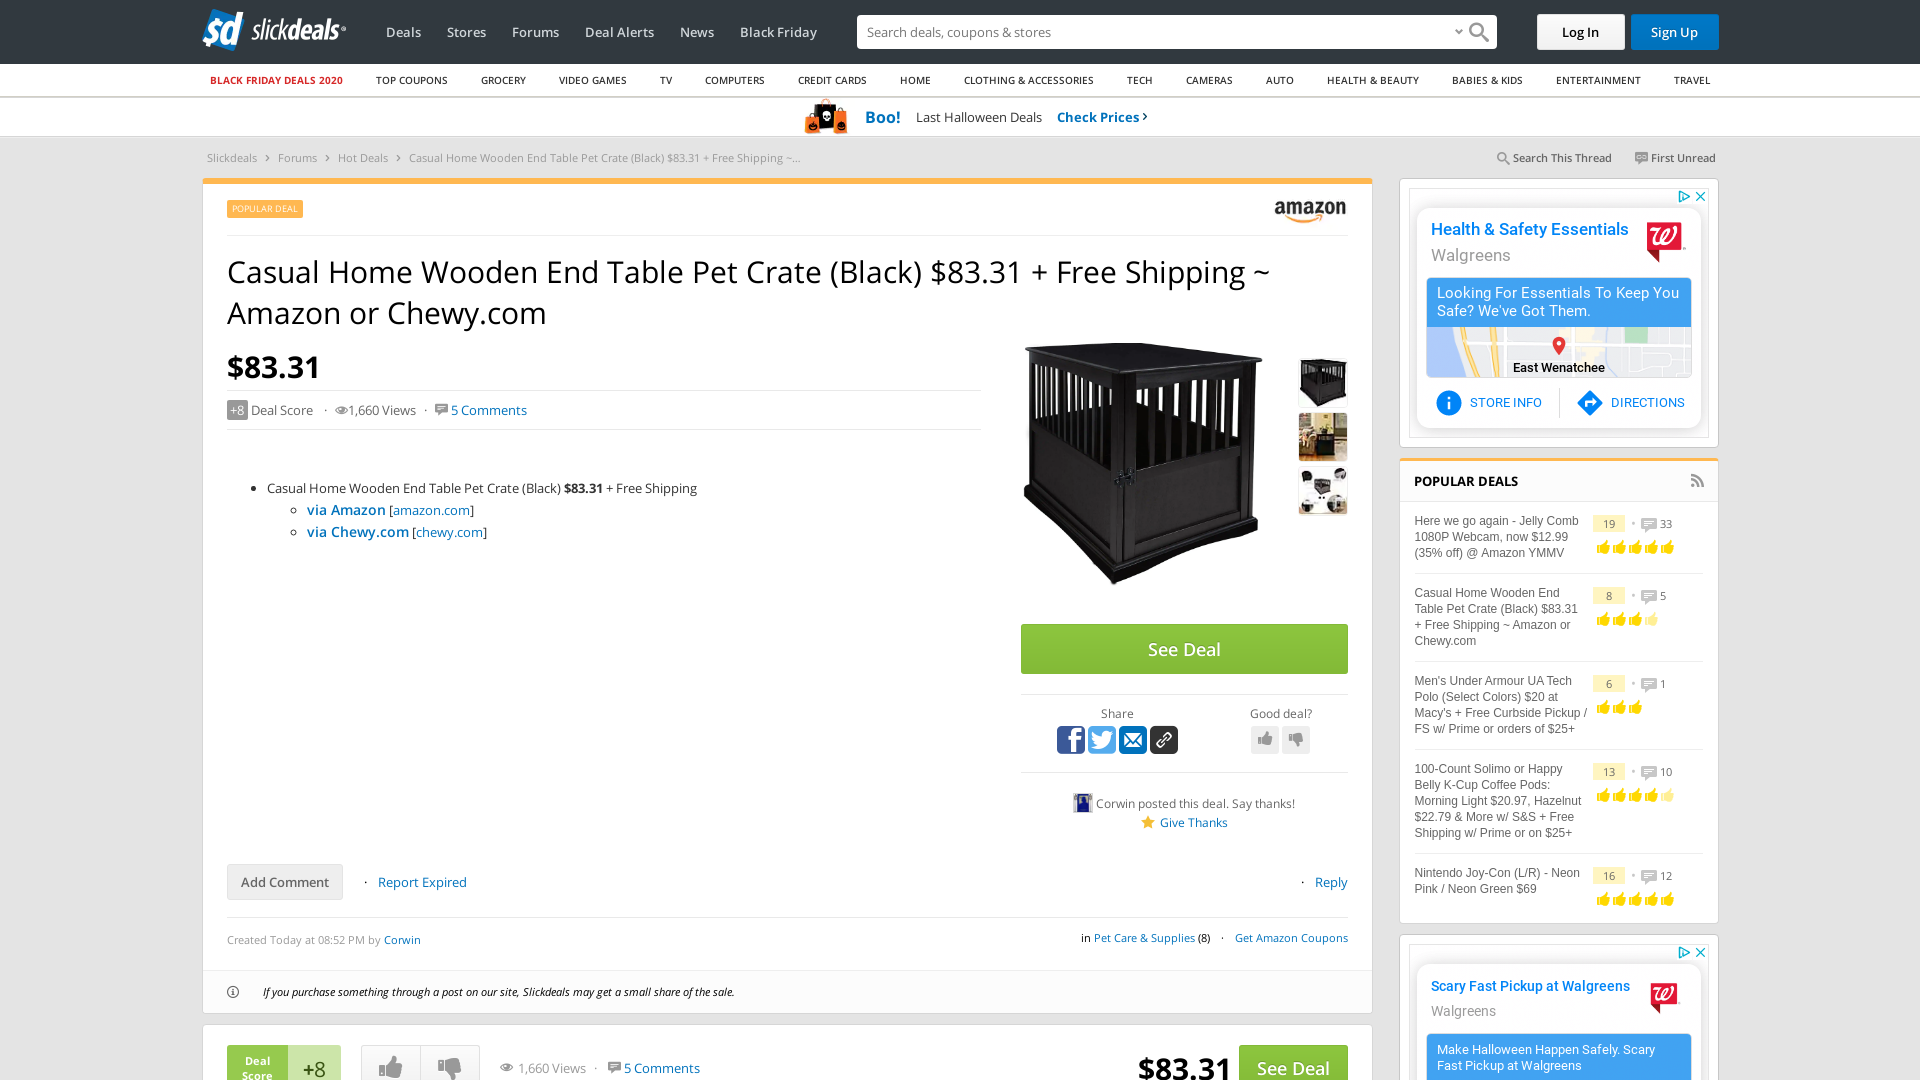 sd slickdeals
Deals Stores Forums Deal Alerts News Black Friday Search deals, coupons & stores Log In Sign Up
BLACK FRIDAY DEALS 2020 TOP COUPONS GROCERY VIDEO GAMES TV COMPUTERS CREDIT CARDS HOME CLOTHING & ACCESSORIES TECH CAMERAS AUTO HEALTH & BEAUTY BABIES & KIDS ENTERTAINMENT TRAVEL
Boo! Last Halloween Deals Check Prices
Slickdeals > Forums > Hot Deals > Casual Home Wooden End Table Pet Crate (Black) $83.31 + Free Shipping ~...
Search This Thread First Unread
POPULAR DEAL
amazon
Casual Home Wooden End Table Pet Crate (Black) $83.31 + Free Shipping ~
Amazon or Chewy.com
$83.31
+8 Deal Score · 1,660 Views · 5 Comments
• Casual Home Wooden End Table Pet Crate (Black) $83.31 + Free Shipping
via Amazon [amazon.com]
via Chewy.com [chewy.com]
See Deal
Share
Good deal?
Corwin posted this deal. Say thanks!
Give Thanks
Add Comment · Report Expired
· Reply
Created Today at 08:52 PM by Corwin
in Pet Care & Supplies (8) · Get Amazon Coupons
If you purchase something through a post on our site, Slickdeals may get a small share of the sale.
Deal
Score
+8
1,660 Views · 5 Comments
$83.31 See Deal
Health & Safety Essentials
Walgreens
Looking For Essentials To Keep You
Safe? We've Got Them.
East Wenatchee
STORE INFO
DIRECTIONS
POPULAR DEALS
Here we go again - Jelly Comb
1080P Webcam, now $12.99
(35% off) @ Amazon YMMV
19 • 33
Casual Home Wooden End
Table Pet Crate (Black) $83.31
+ Free Shipping ~ Amazon or
Chewy.com
8 • 5
Men's Under Armour UA Tech
Polo (Select Colors) $20 at
Macy's + Free Curbside Pickup /
FS w/ Prime or orders of $25+
6 • 1
100-Count Solimo or Happy
Belly K-Cup Coffee Pods:
Morning Light $20.97, Hazelnut
$22.79 & More w/ S&S + Free
Shipping w/ Prime or on $25+
13 • 10
Nintendo Joy-Con (L/R) - Neon
Pink / Neon Green $69
16 • 12
Scary Fast Pickup at Walgreens
Walgreens
Make Halloween Happen Safely. Scary
Fast Pickup at Walgreens